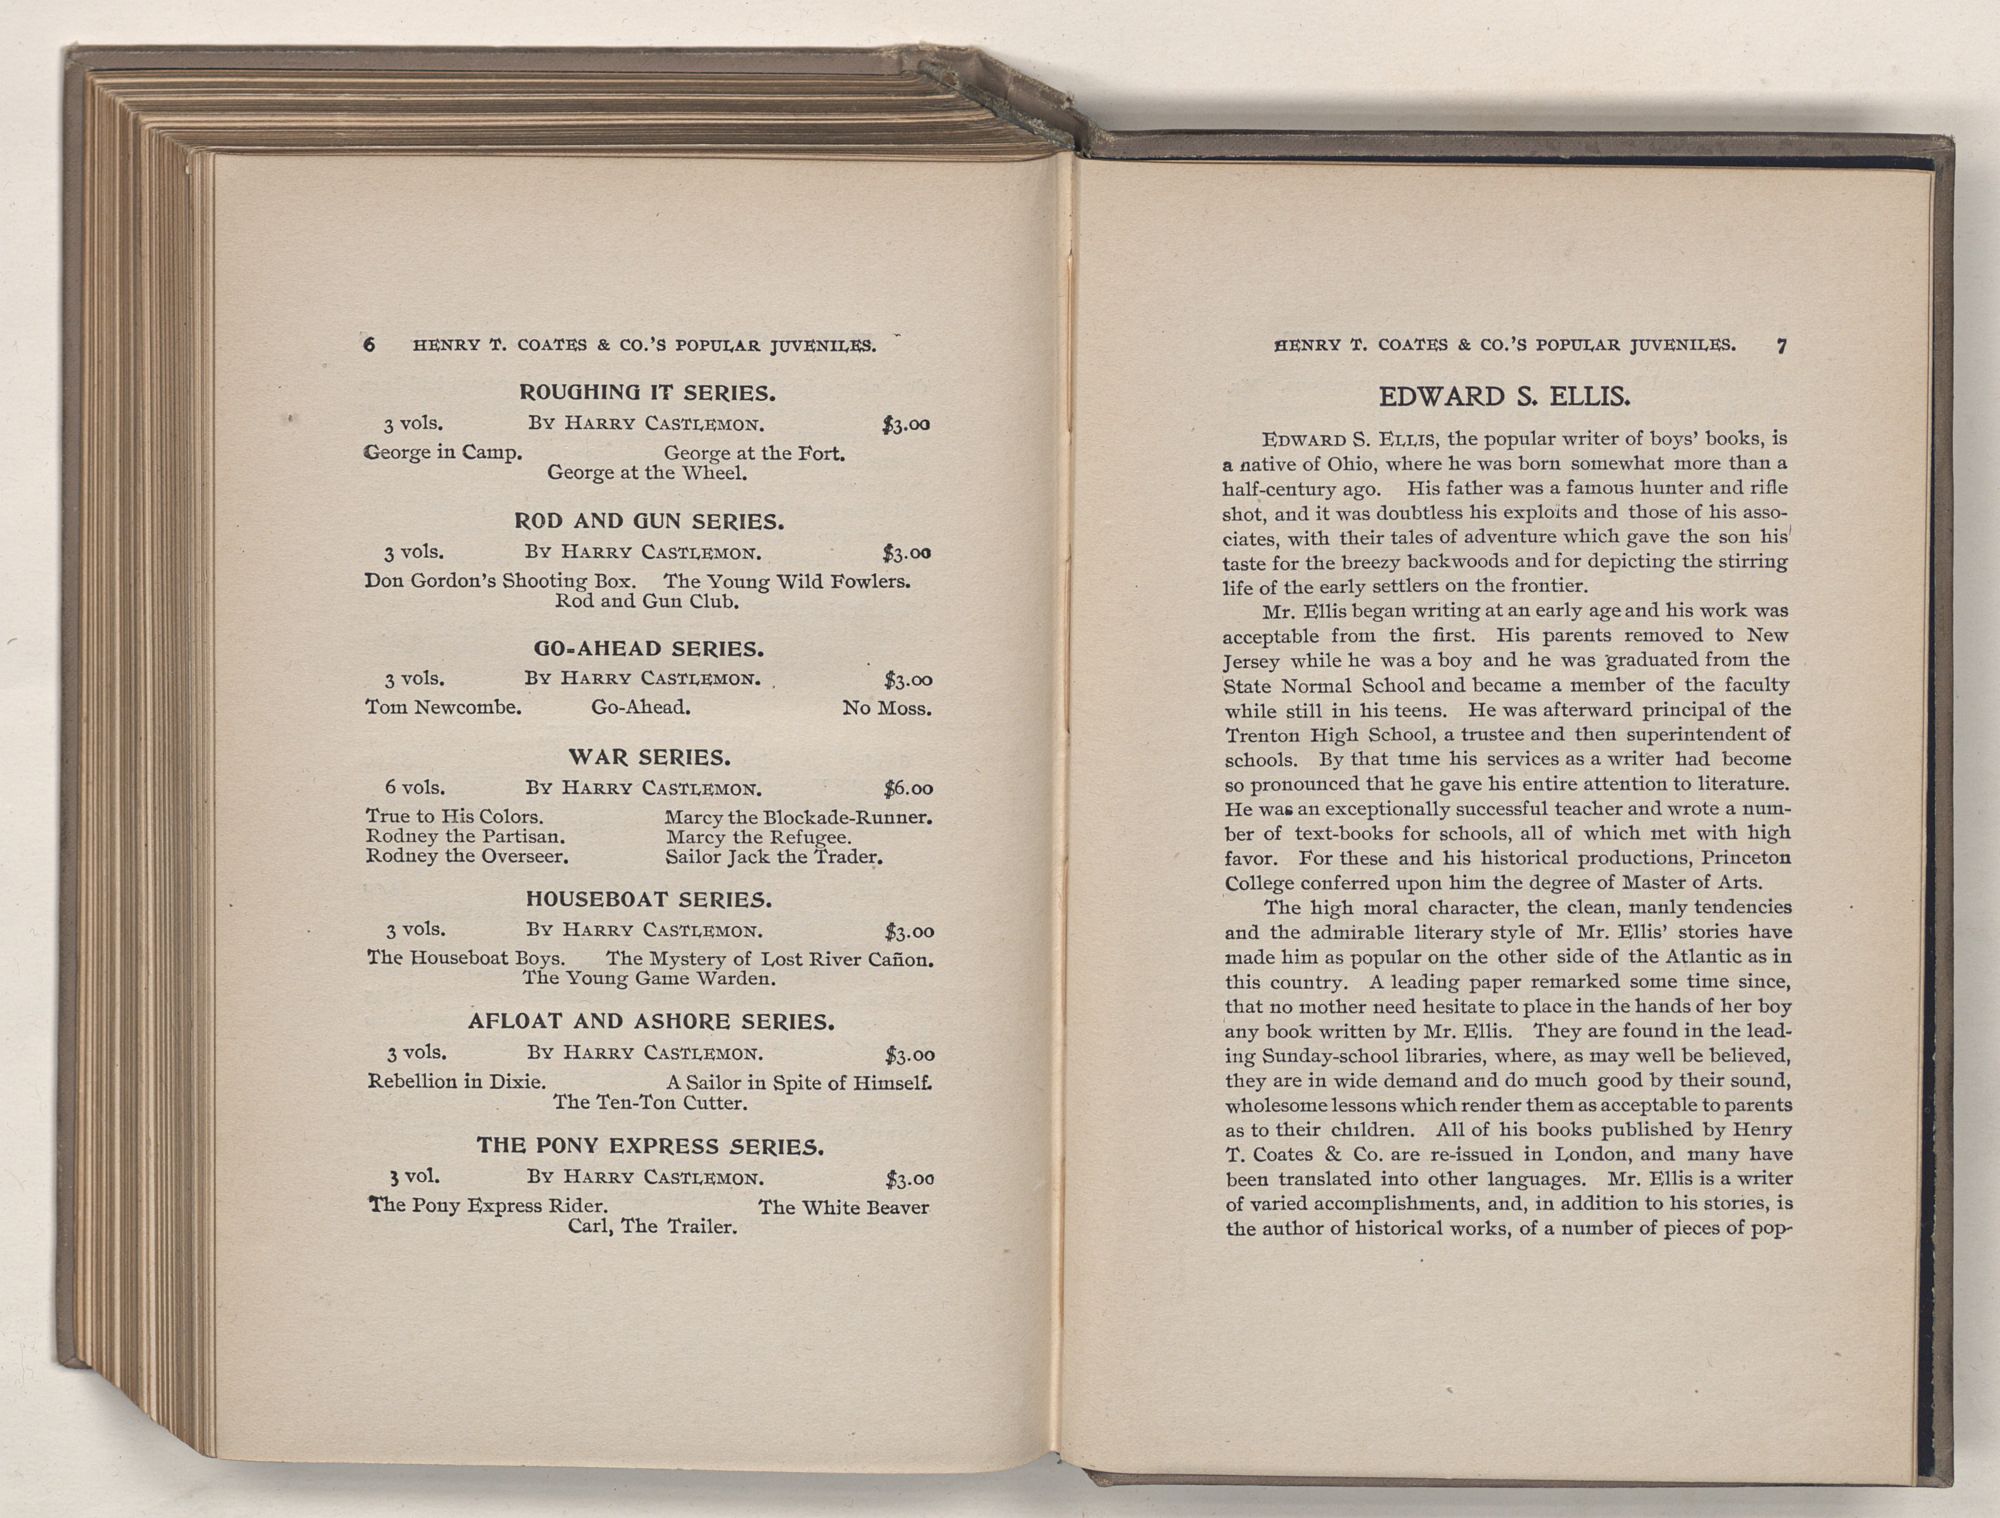 6 HENRY T. COATES & CO.'S POPULAR JUVENILES.
ROUGHING IT SERIES.
3 vols. By Harry Castlemon. $3.00
George in Camp. George at the Fort.
George at the Wheel.
ROD AND GUN SERIES.
3 vols. By Harry Castlemon. $3.00
Don Gordon's Shooting Box. The Young Wild Fowlers.
Rod and Gun Club.
GO-AHEAD SERIES.
3 vols. By Harry Castlemon. $3.00
Tom Newcombe. Go-Ahead. No Moss.
WAR SERIES.
6 vols. By Harry Castlemon. $6.00
True to His Colors. Marcy the Blockade-Runner.
Rodney the Partisan. Marcy the Refugee.
Rodney the Overseer. Sailor Jack the Trader.
HOUSEBOAT SERIES.
3 vols. By Harry Castlemon. $3.00
The Houseboat Boys. The Mystery of Lost River Cañon.
The Young Game Warden.
AFLOAT AND ASHORE SERIES.
3 vols. By Harry Castlemon. $3.00
Rebellion in Dixie. A Sailor in Spite of Himself.
The Ten-Ton Cutter.
THE PONY EXPRESS SERIES.
3 vol. By Harry Castlemon. $3.00
The Pony Express Rider. The White Beaver
Carl, The Trailer.
HENRY T. COATES & CO.'S POPULAR JUVENILES. 7
EDWARD S. ELLIS.
Edward S. Ellis, the popular writer of boys' books, is
a native of Ohio, where he was born somewhat more than a
half-century ago. His father was a famous hunter and rifle
shot, and it was doubtless his exploits and those of his asso-
ciates, with their tales of adventure which gave the son his
taste for the breezy backwoods and for depicting the stirring
life of the early settlers on the frontier.
Mr. Ellis began writing at an early age and his work was
acceptable from the first. His parents removed to New
Jersey while he was a boy and he was graduated from the
State Normal School and became a member of the faculty
while still in his teens. He was afterward principal of the
Trenton High School, a trustee and then superintendent of
schools. By that time his services as a writer had become
so pronounced that he gave his entire attention to literature.
He was an exceptionally successful teacher and wrote a num-
ber of text-books for schools, all of which met with high
favor. For these and his historical productions, Princeton
College conferred upon him the degree of Master of Arts.
The high moral character, the clean, manly tendencies
and the admirable literary style of Mr. Ellis' stories have
made him as popular on the other side of the Atlantic as in
this country. A leading paper remarked some time since,
that no mother need hesitate to place in the hands of her boy
any book written by Mr. Ellis. They are found in the lead-
ing Sunday-school libraries, where, as may well be believed,
they are in wide demand and do much good by their sound,
wholesome lessons which render them as acceptable to parents
as to their children. All of his books published by Henry
T. Coates & Co. are re-issued in London, and many have
been translated into other languages. Mr. Ellis is a writer
of varied accomplishments, and, in addition to his stories, is
the author of historical works, of a number of pieces of pop-